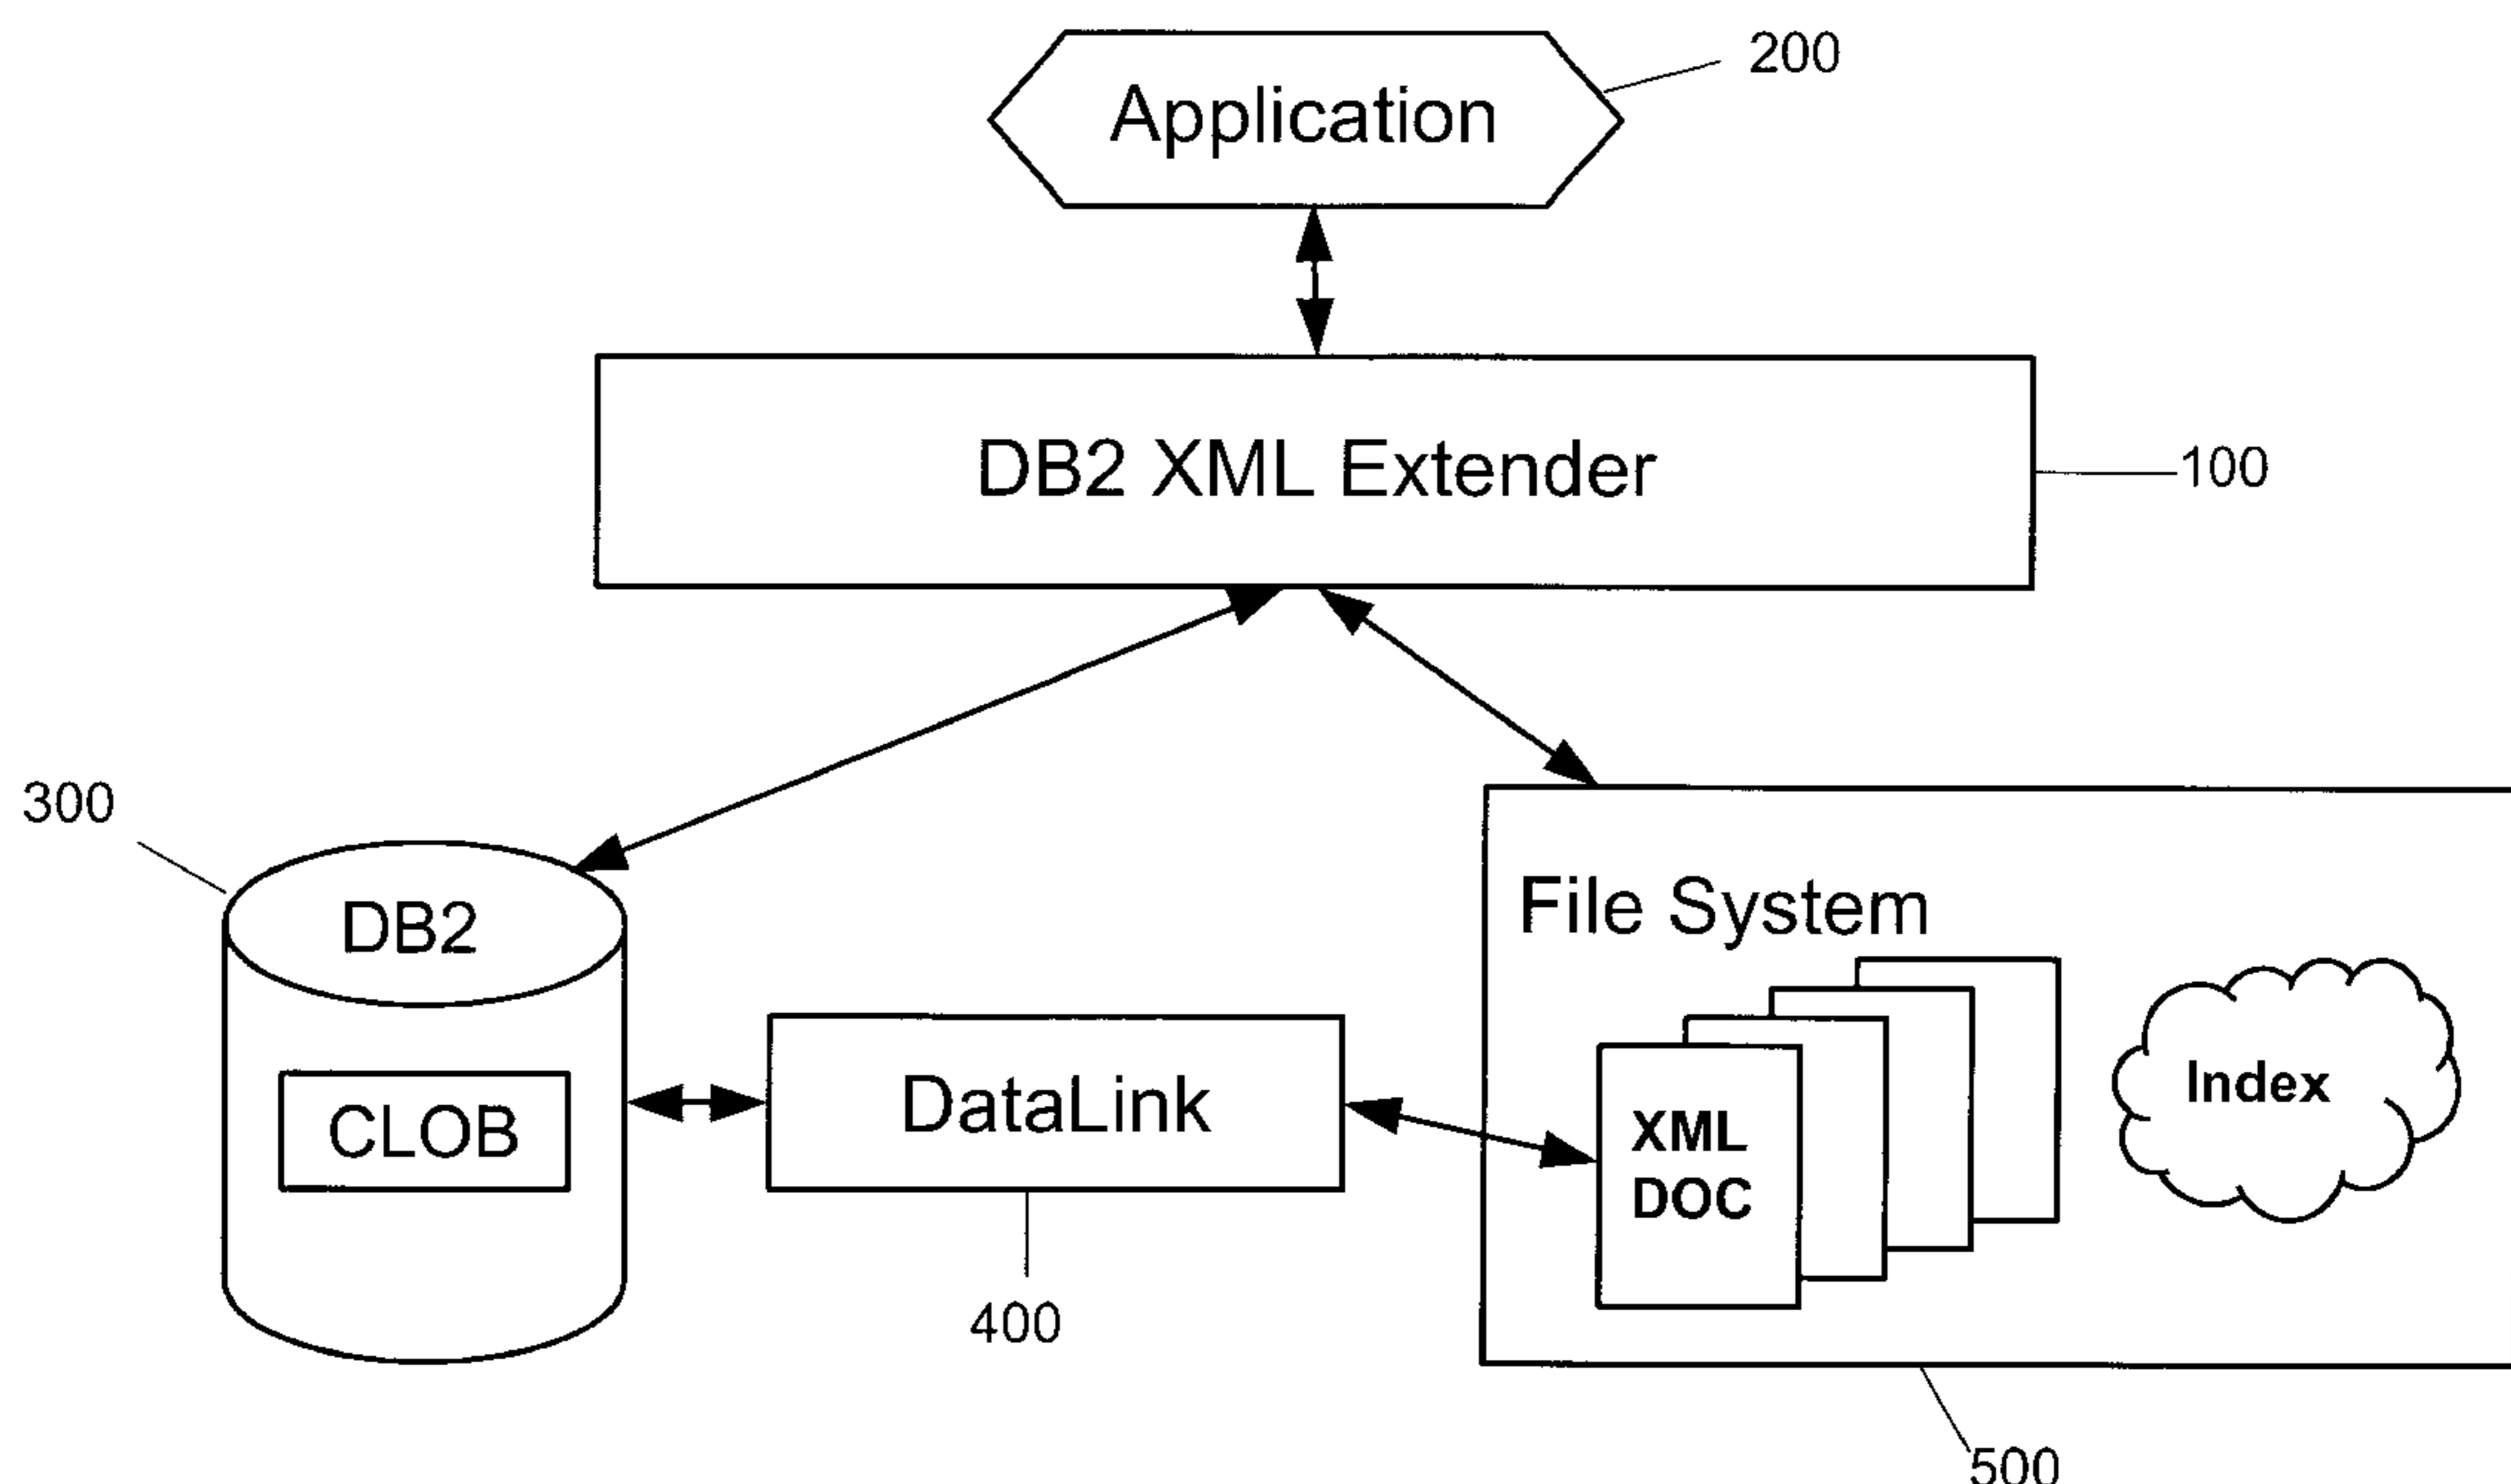 200
Application
DB2 XML Extender
100
300
DB2
File System
CLOB
DataLink
XML
DOC
Index
400
500